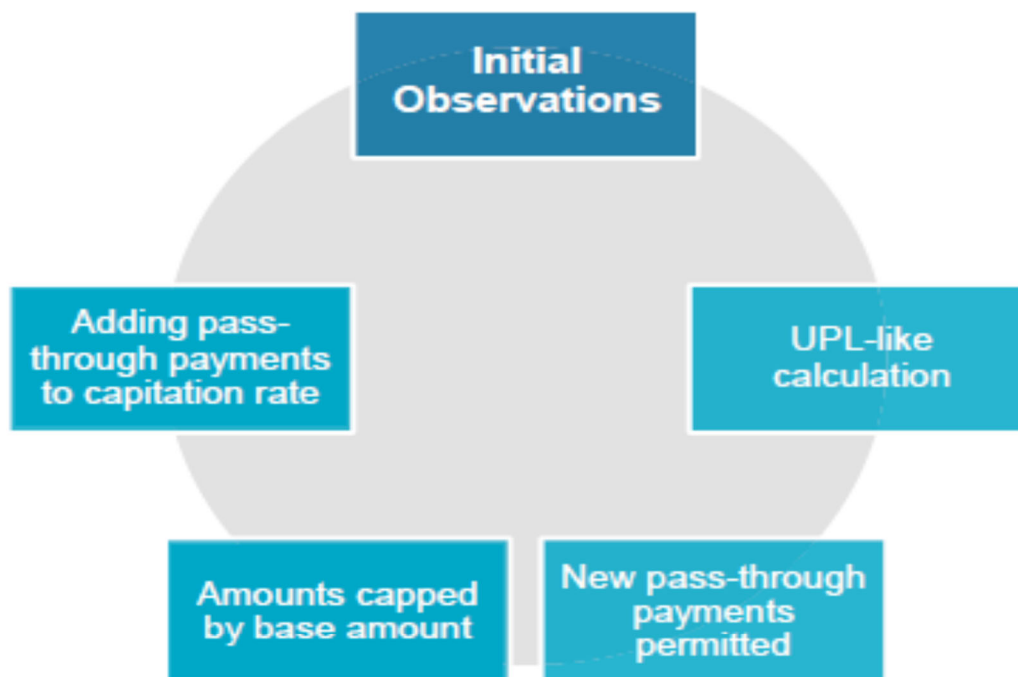 Initial
Observations
Adding pass-
through payments
to capitation rate
UPL-like
calculation
Amounts capped
by base amount
New pass-through
payments
permitted